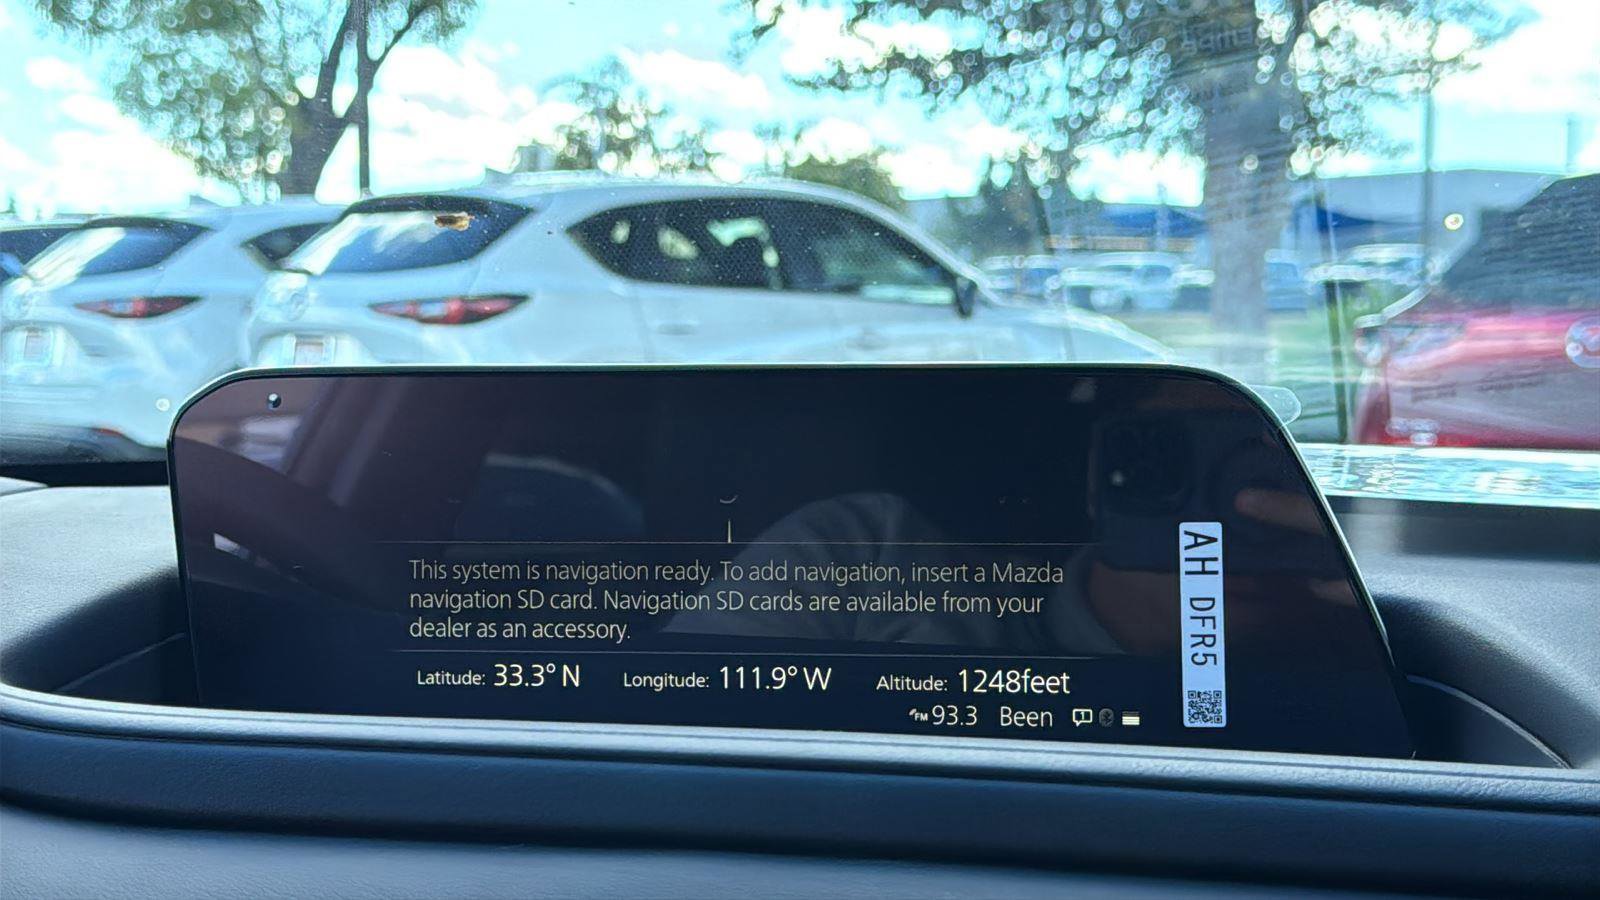 This system is navigation ready. To add navigation, insert a Mazda
navigation SD card. Navigation SD cards are available from your
dealer as an accessory.
Latitude: 33.3° N Longitude: 111.9° W Altitude: 1248feet
FM 93.3 Been
AH DFR5